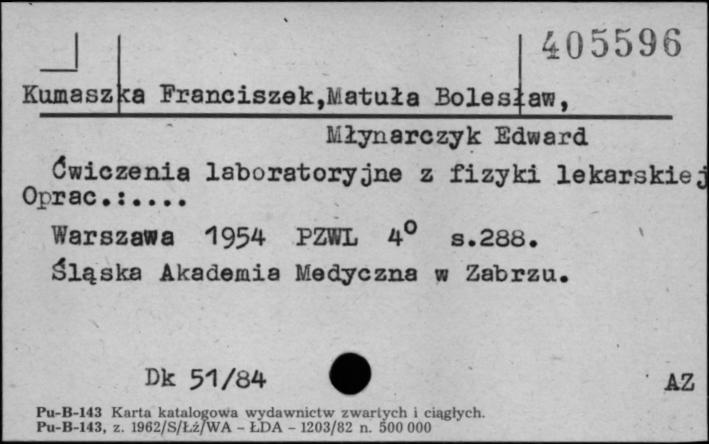 405596
Kumaszka Franciszek,Matuła Bolesław,
Młynarczyk Edward
Ćwiczenia laboratoryjne z fizyki lekarskiej
Oprac.:....
Warszawa 1954 PZWL 4° s.288.
Śląska Akademia Medyczna w Zabrzu.
Dk 51/84
AZ
Pu-B-143 Karta katalogowa wydawnictw zwartych i ciągłych.
Pu-B-143, z. 1962/S/Łż/WA - ŁDA - 1203/82 n. 500 000